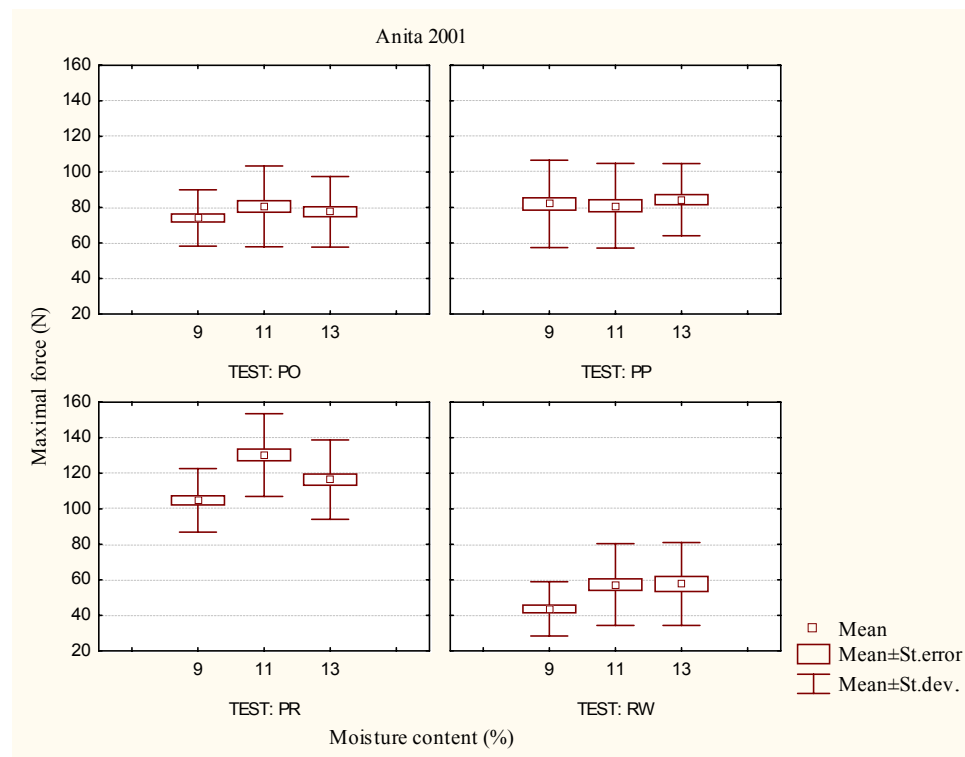 Anita 2001
Maximal force (N)
160
140
120
100
80
60
40
20
9 11 13
TEST: PO
9 11 13
TEST: PP
160
140
120
100
80
60
40
20
9 11 13
TEST: PR
9 11 13
TEST: RW
Moisture content (%)
Mean
Mean±St.error
Mean±St.dev.